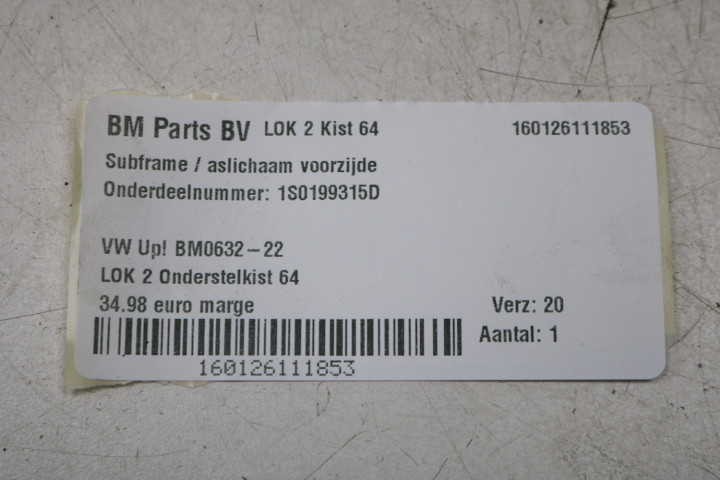 BM Parts BV LOK 2 Kist 64 160126111853
Subframe / aslichaam voorzijde
Onderdeelnummer: 1S0199315D
VW Up! BM0632-22
LOK 2 Onderstelkist 64
34.98 euro marge Verz: 20
Aantal: 1
160126111853